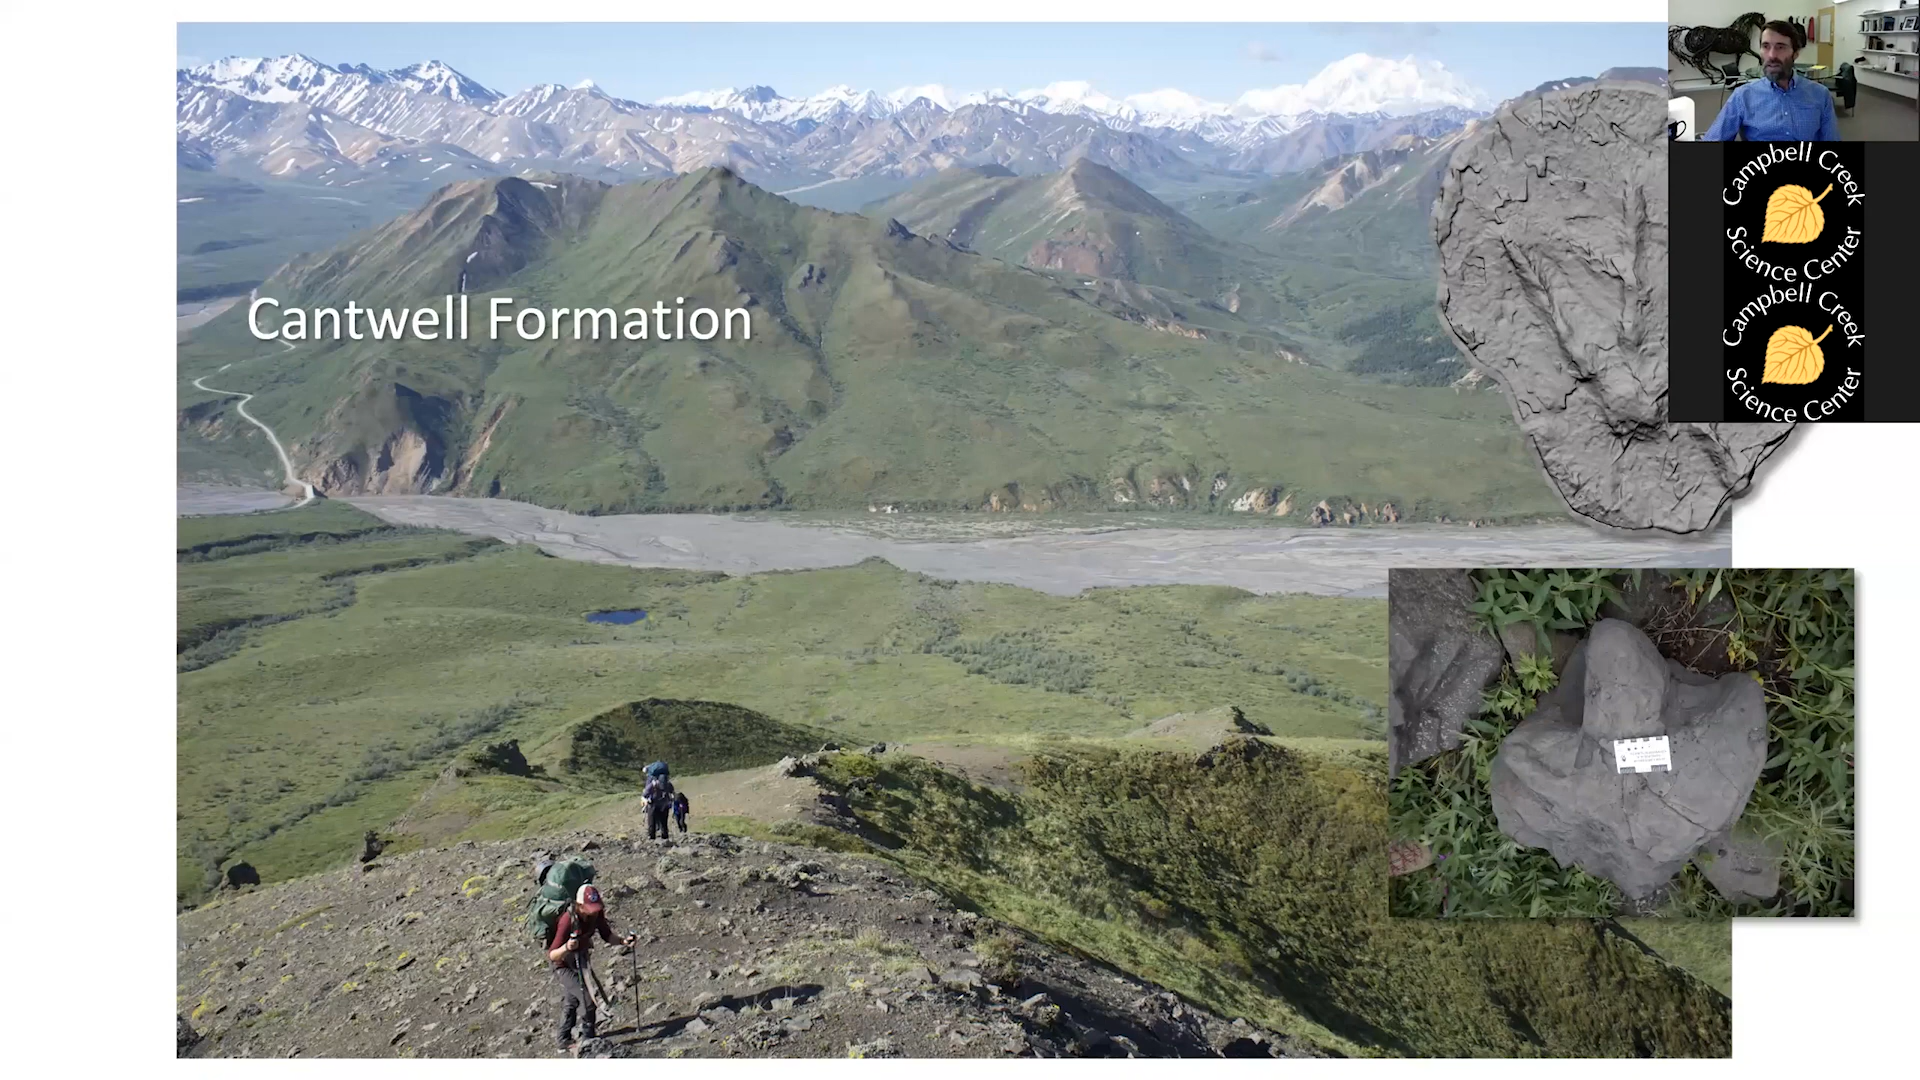 Cantwell Formation
Campbell Creek
Science Center
Campbell Creek
Science Center